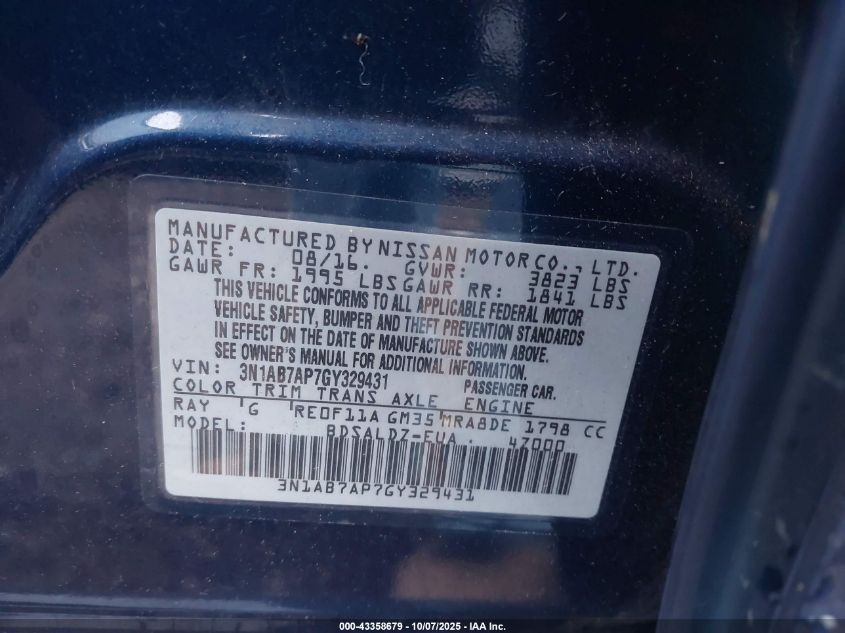 MANUFACTURED BY NISSAN MOTOR CO., LTD.
DATE: 08/16. GVWR: 3823 LBS
GAWR FR: 1995 LBS GAWR RR: 1841 LBS
THIS VEHICLE CONFORMS TO ALL APPLICABLE FEDERAL MOTOR
VEHICLE SAFETY, BUMPER AND THEFT PREVENTION STANDARDS
IN EFFECT ON THE DATE OF MANUFACTURE SHOWN ABOVE.
SEE OWNER'S MANUAL FOR ADDITIONAL INFORMATION.
VIN: 3N1AB7AP7GY329431 PASSENGER CAR.
COLOR TRIM TRANS AXLE ENGINE
RAY G RE0F11A GM35 MRA8DE 1798 CC
MODEL: BDSALDZ-EUA. 4Z000
3N1AB7AP7GY329431
000-43358679 - 10/07/2025 - IAA Inc.